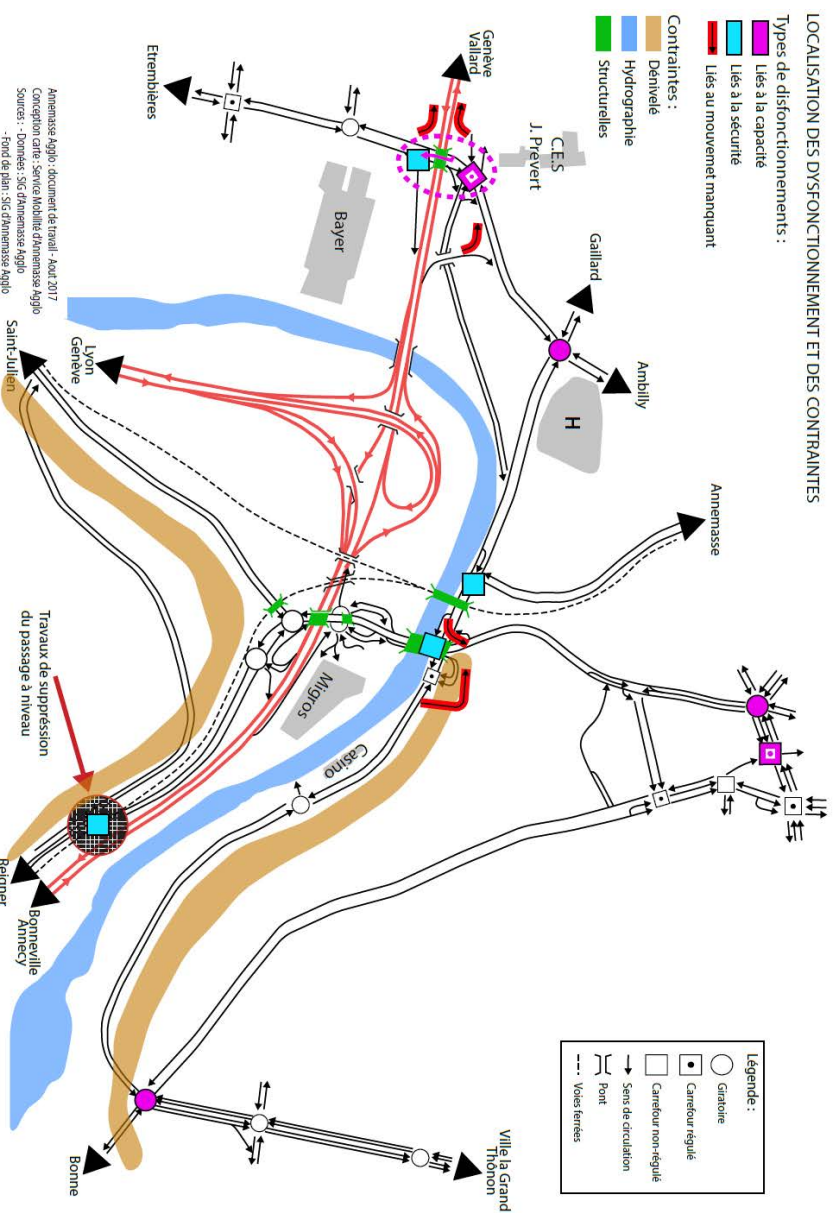 LOCALISATION DES DYSFONCTIONNEMENT ET DES CONTRAINTES
Types de disfonctionnements :
Liés à la capacité
Liés à la sécurité
Liés au mouvemet manquant
Contraintes :
Dénivelé
Hydrographie
Structurelles
Genève
Vallard
Etrembières
C.E.S
J. Prevert
Bayer
Gaillard
Ambilly
H
Annemasse
Lyon
Genève
Saint-Julien
Migros
Casino
Travaux de suppréssion
du passage à niveau
Reigner
Bonneville
Annecy
Bonne
Ville la Grand
Thônon
Légende :
Giratoire
Carrefour régulé
Carrefour non-régulé
Sens de circulation
Pont
Voies ferrées
Annemasse Agglo : document de travail - Aout 2017
Conception carte : Service Mobilité d'Annemasse Agglo
Sources : - Données : SIG d'Annemasse Agglo
- Fond de plan : SIG d'Annemasse Agglo